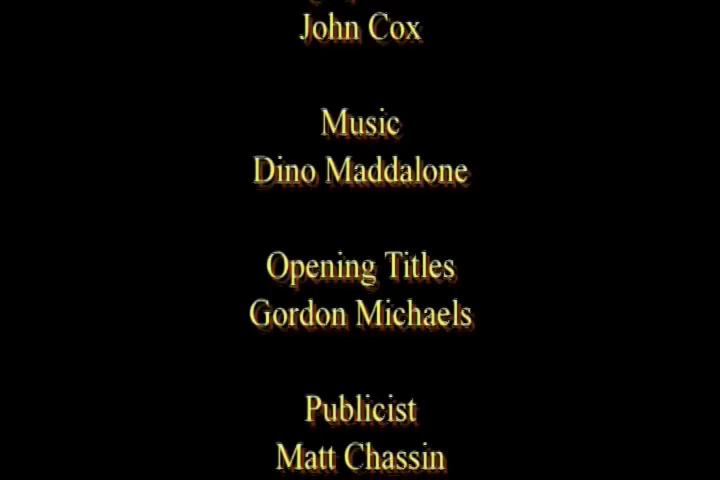 John Cox
Music
Dino Maddalone
Opening Titles
Gordon Michaels
Publicist
Matt Chassin